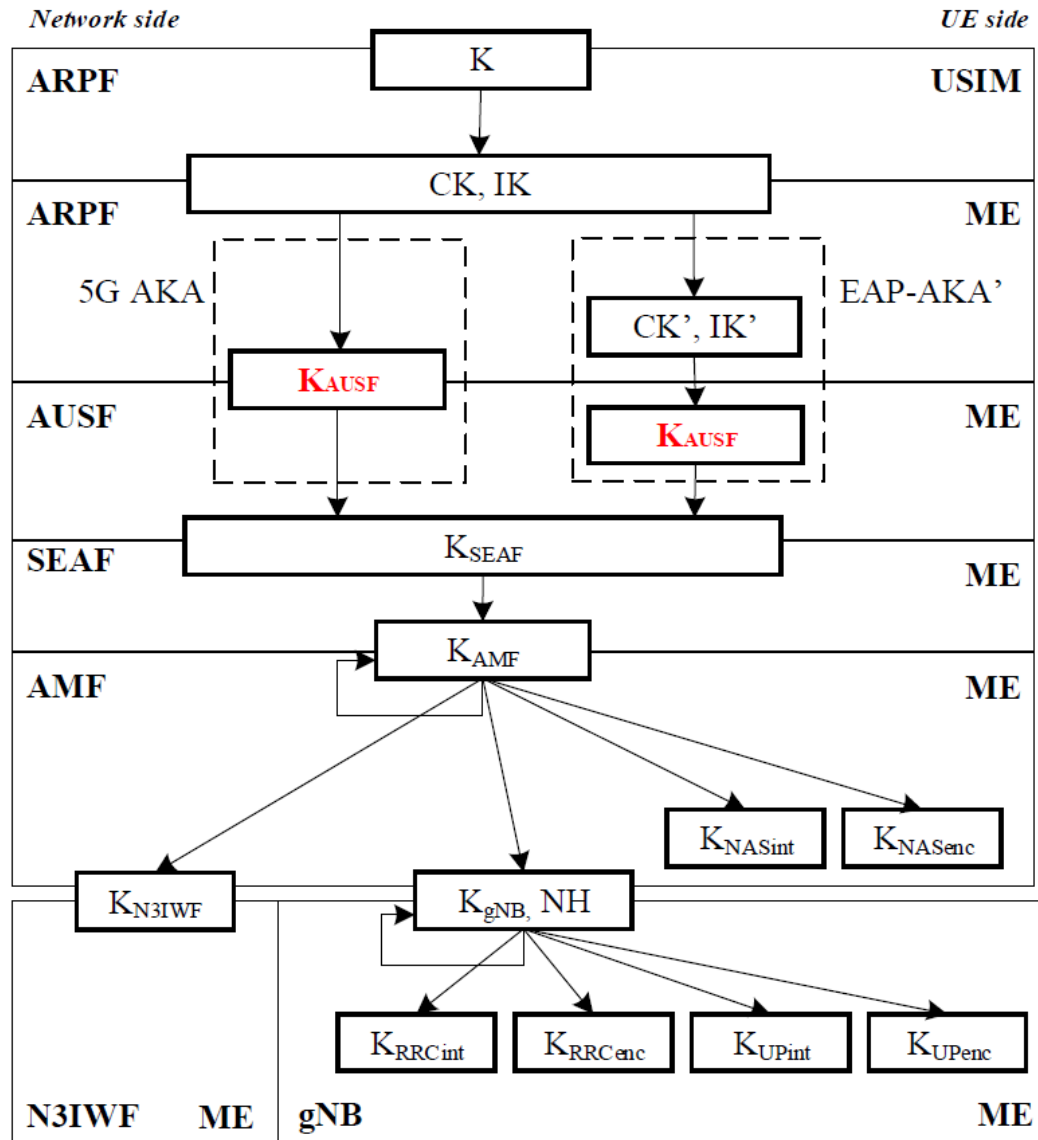 Network side UE side
K
ARPF USIM
CK, IK
ARPF ME
5G AKA EAP-AKA’
CK’, IK’
KAUSF
AUSF ME
KAUSF
KSEAF
SEAF ME
KAMF
AMF ME
KNASint KNASenc
KN3IWF KgNB, NH
KRRCint KRRCenc KUPint KUPenc
N3IWF ME gNB ME